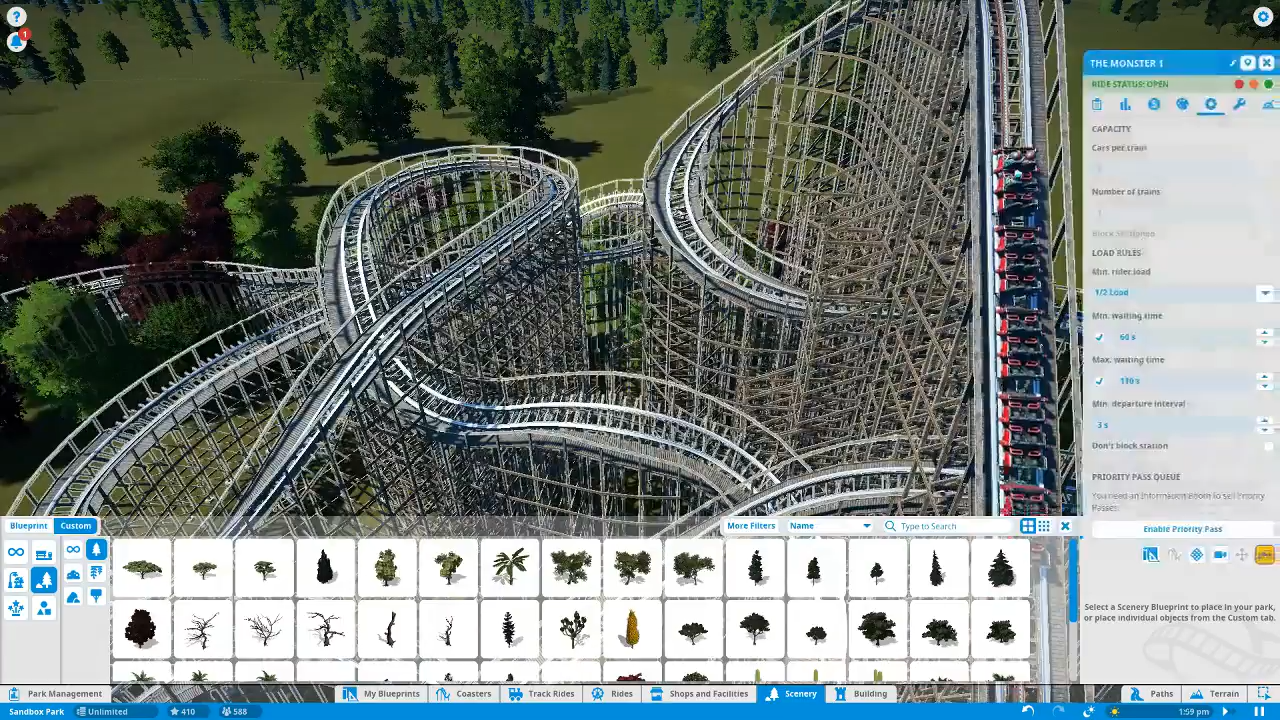 ?
1
THE MONSTER 1
RIDE STATUS: OPEN
CAPACITY
Cars per train
Number of trains
1
Block Sectioning
LOAD RULES
Min. rider load
1/2 Load
Min. waiting time
60 s
Max. waiting time
110 s
Min. departure interval
3 s
Don't block station
PRIORITY PASS QUEUE
You need an Information Booth to sell Priority
Passes.
Enable Priority Pass
Select a Scenery Blueprint to place in your park,
or place individual objects from the Custom tab.
Blueprint Custom More Filters Name Type to Search
Park Management My Blueprints Coasters Track Rides Rides Shops and Facilities Scenery Building Paths Terrain
Sandbox Park Unlimited 410 588 1:59 pm